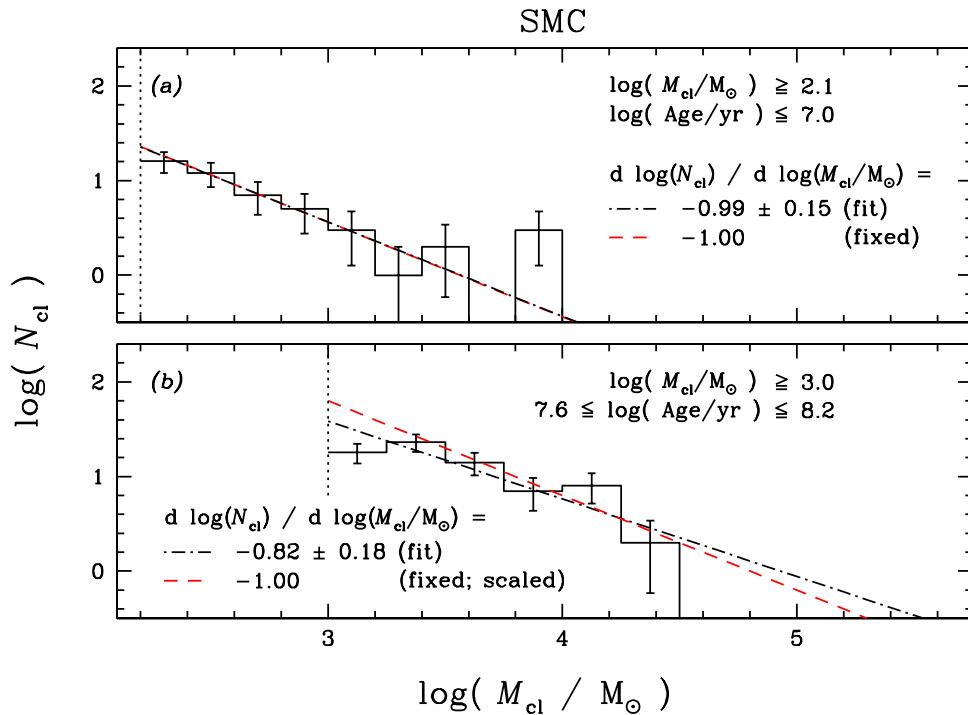 SMC
(a)
log( M_cl/M_⊙ ) ≧ 2.1
log( Age/yr ) ≦ 7.0
d log(N_cl) / d log(M_cl/M_⊙) =
−0.99 ± 0.15 (fit)
−1.00 (fixed)
2
1
0
(b)
log( M_cl/M_⊙ ) ≧ 3.0
7.6 ≦ log( Age/yr ) ≦ 8.2
d log(N_cl) / d log(M_cl/M_⊙) =
−0.82 ± 0.18 (fit)
−1.00 (fixed; scaled)
2
1
0
3 4 5
log( N_cl )
log( M_cl / M_⊙ )